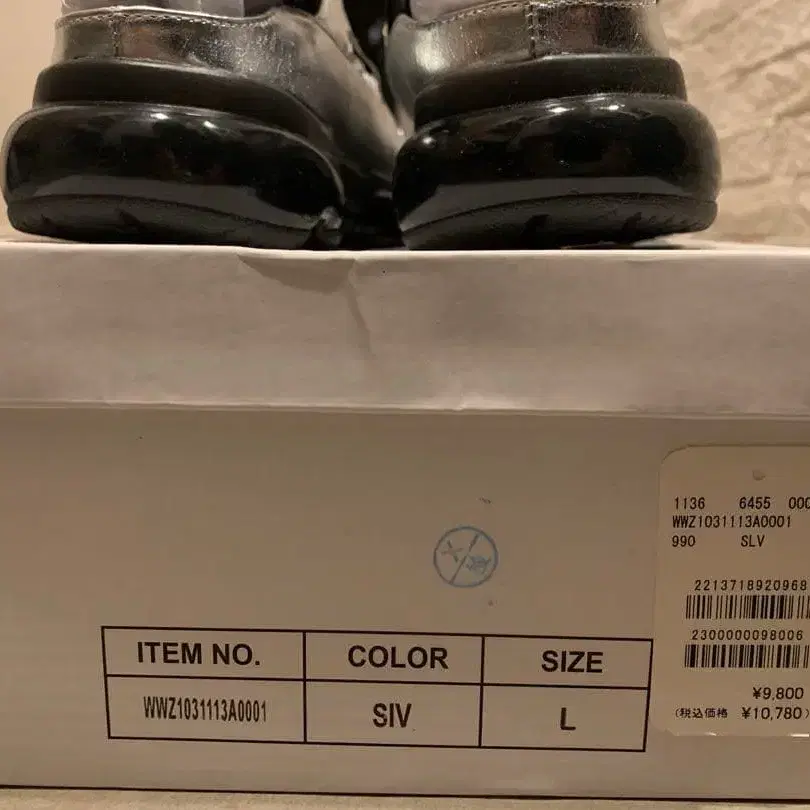 1136 6455 000
WWZ1031113A0001
990 SLV
2213718920968
2300000098006
¥9,800
(税込価格 ¥10,780)
ITEM NO. COLOR SIZE
WWZ1031113A0001 SIV L